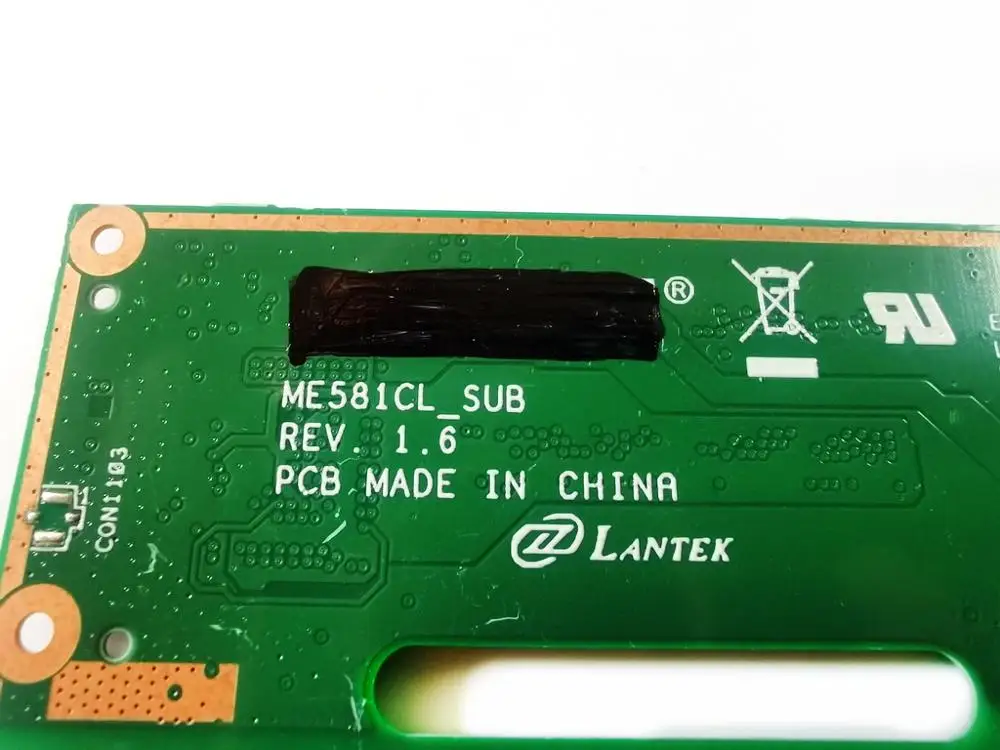 ®
ME581CL_SUB
REV. 1.6
PCB MADE IN CHINA
LANTEK
CON1103